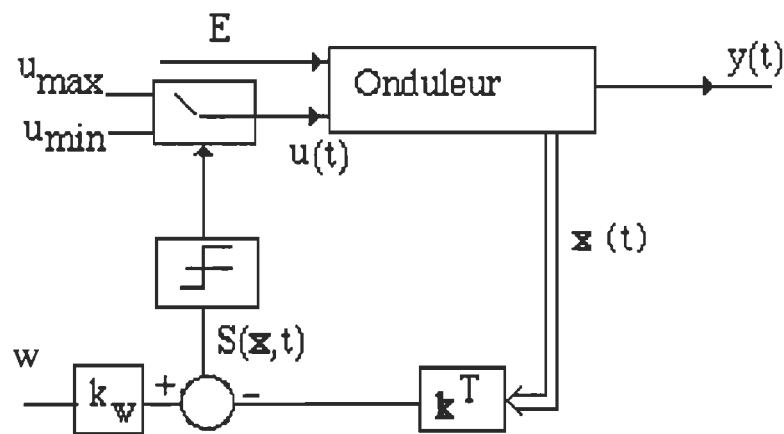 E
u_max
u_min
Onduleur
y(t)
u(t)
x (t)
S(x,t)
w
k_w
+
-
k^T